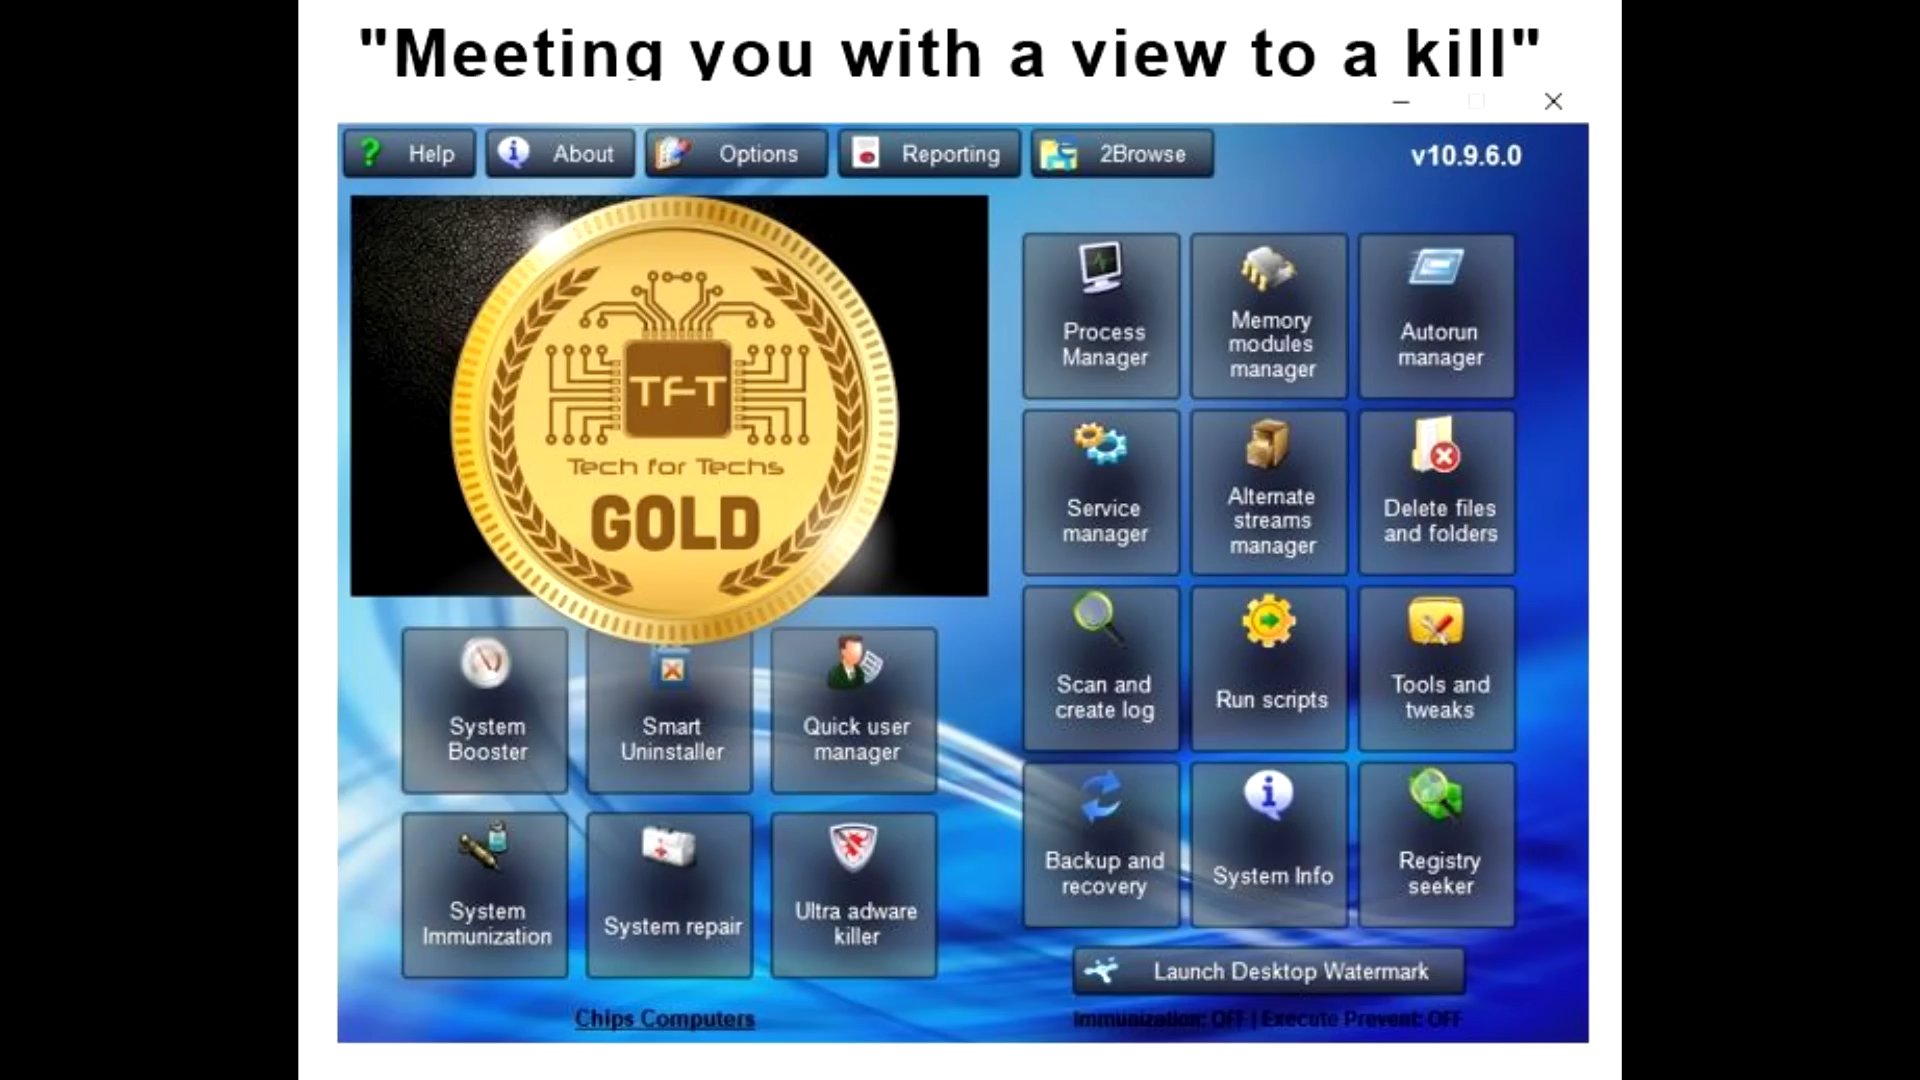 "Meeting you with a view to a kill"
Help
About
Options
Reporting
2Browse
v10.9.6.0
TFT
Tech for Techs
GOLD
Process
Manager
Memory
modules
manager
Autorun
manager
Service
manager
Alternate
streams
manager
Delete files
and folders
Scan and
create log
Run scripts
Tools and
tweaks
Backup and
recovery
System Info
Registry
seeker
System
Booster
Smart
Uninstaller
Quick user
manager
System
Immunization
System repair
Ultra adware
killer
Launch Desktop Watermark
Chips Computers
Immunization: OFF | Execute Prevent: OFF